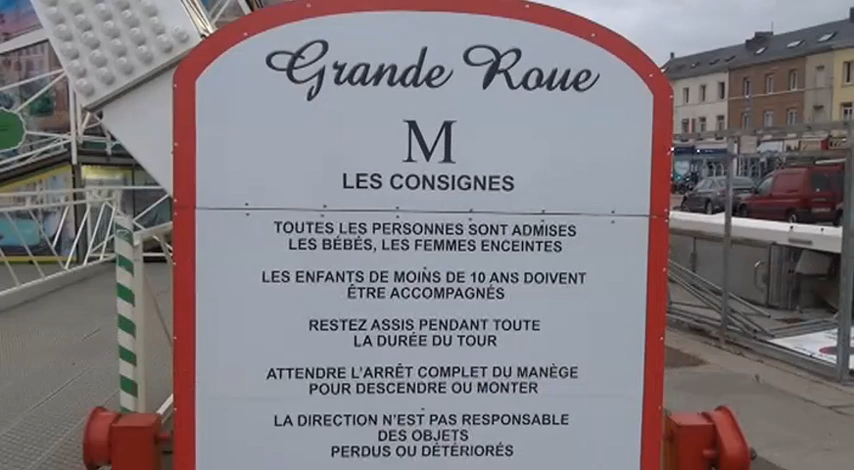 Grande Roue
M
LES CONSIGNES
TOUTES LES PERSONNES SONT ADMISES
LES BÉBÉS, LES FEMMES ENCEINTES
LES ENFANTS DE MOINS DE 10 ANS DOIVENT
ÊTRE ACCOMPAGNÉS
RESTEZ ASSIS PENDANT TOUTE
LA DURÉE DU TOUR
ATTENDRE L'ARRÊT COMPLET DU MANÈGE
POUR DESCENDRE OU MONTER
LA DIRECTION N'EST PAS RESPONSABLE
DES OBJETS
PERDUS OU DÉTÉRIORÉS